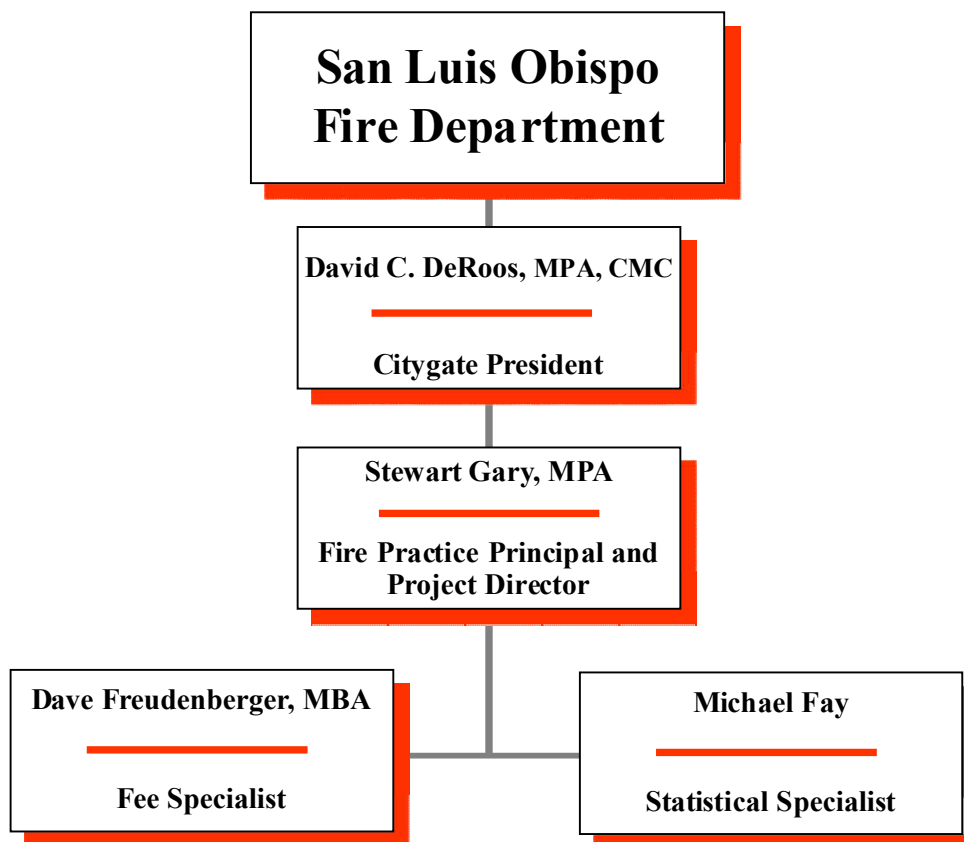 San Luis Obispo
Fire Department
David C. DeRoos, MPA, CMC
Citygate President
Stewart Gary, MPA
Fire Practice Principal and
Project Director
Dave Freudenberger, MBA
Fee Specialist
Michael Fay
Statistical Specialist